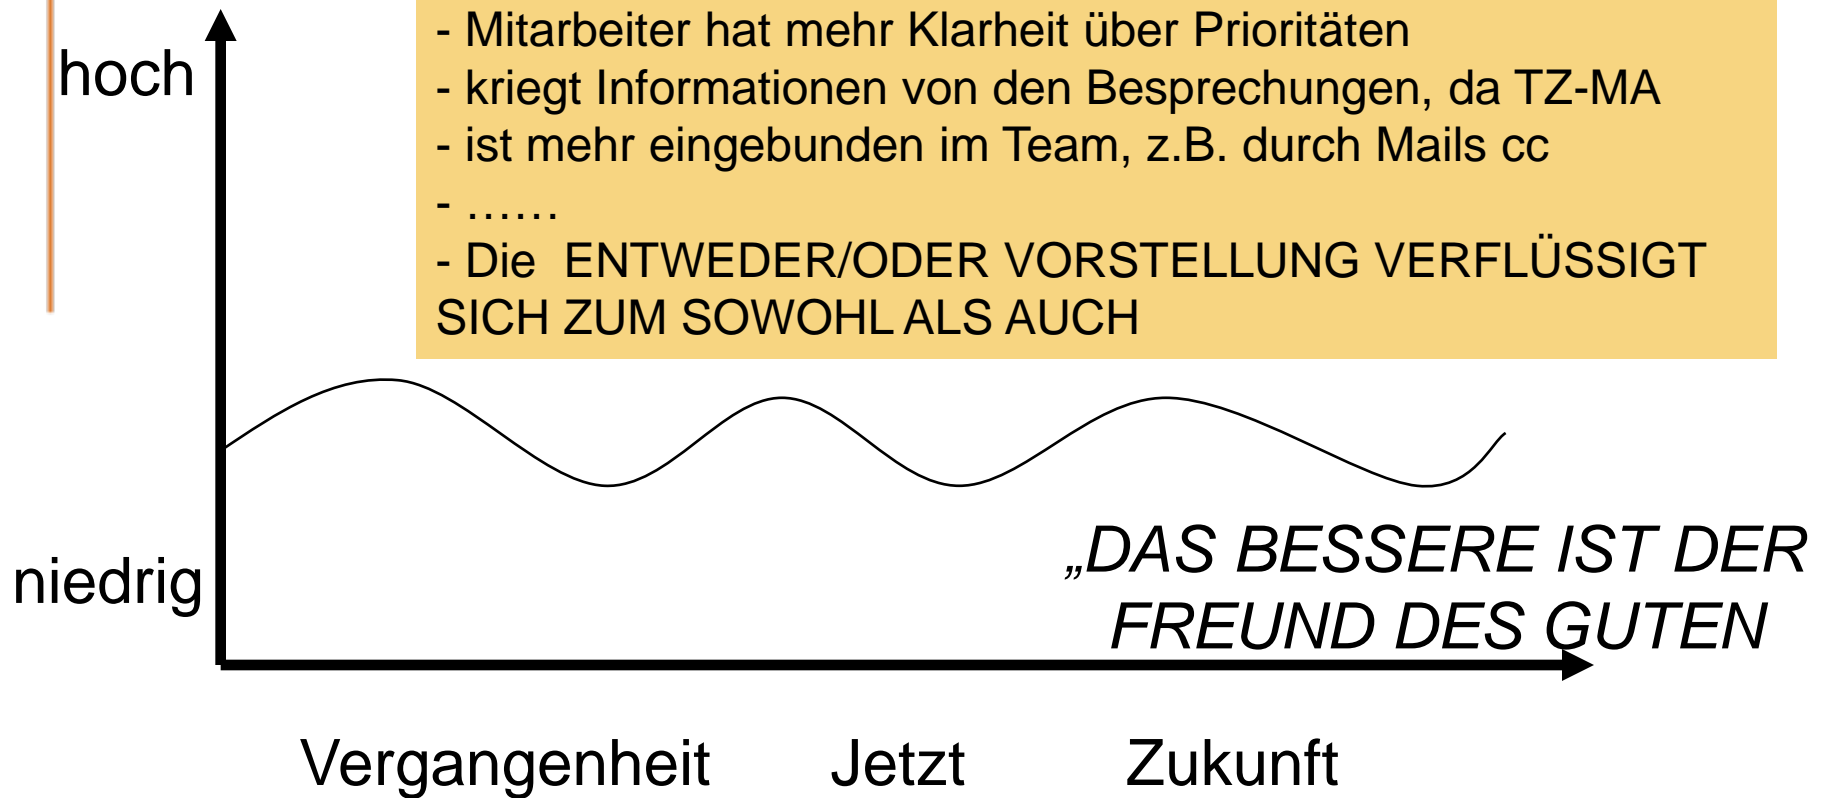 - Mitarbeiter hat mehr Klarheit über Prioritäten
hoch
- kriegt Informationen von den Besprechungen, da TZ-MA
- ist mehr eingebunden im Team, z.B. durch Mails cc
- ……
- Die  ENTWEDER/ODER VORSTELLUNG VERFLÜSSIGT
SICH ZUM SOWOHL ALS AUCH
„DAS BESSERE IST DER
niedrig
FREUND DES GUTEN
Vergangenheit Jetzt Zukunft